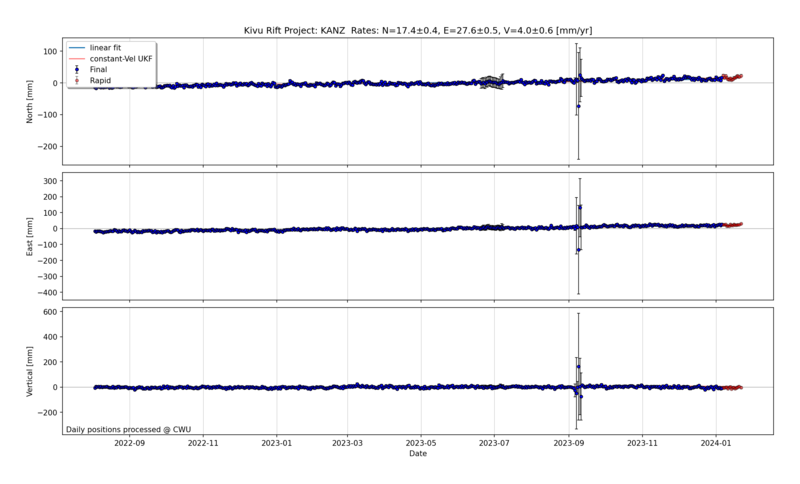 Kivu Rift Project: KANZ  Rates: N=17.4±0.4, E=27.6±0.5, V=4.0±0.6 [mm/yr]
linear fit
constant-Vel UKF
Final
Rapid
North [mm]
100
0
−100
−200
East [mm]
300
200
100
0
−100
−200
−300
−400
Vertical [mm]
600
400
200
0
−200
Daily positions processed @ CWU
2022-09
2022-11
2023-01
2023-03
2023-05
2023-07
2023-09
2023-11
2024-01
Date